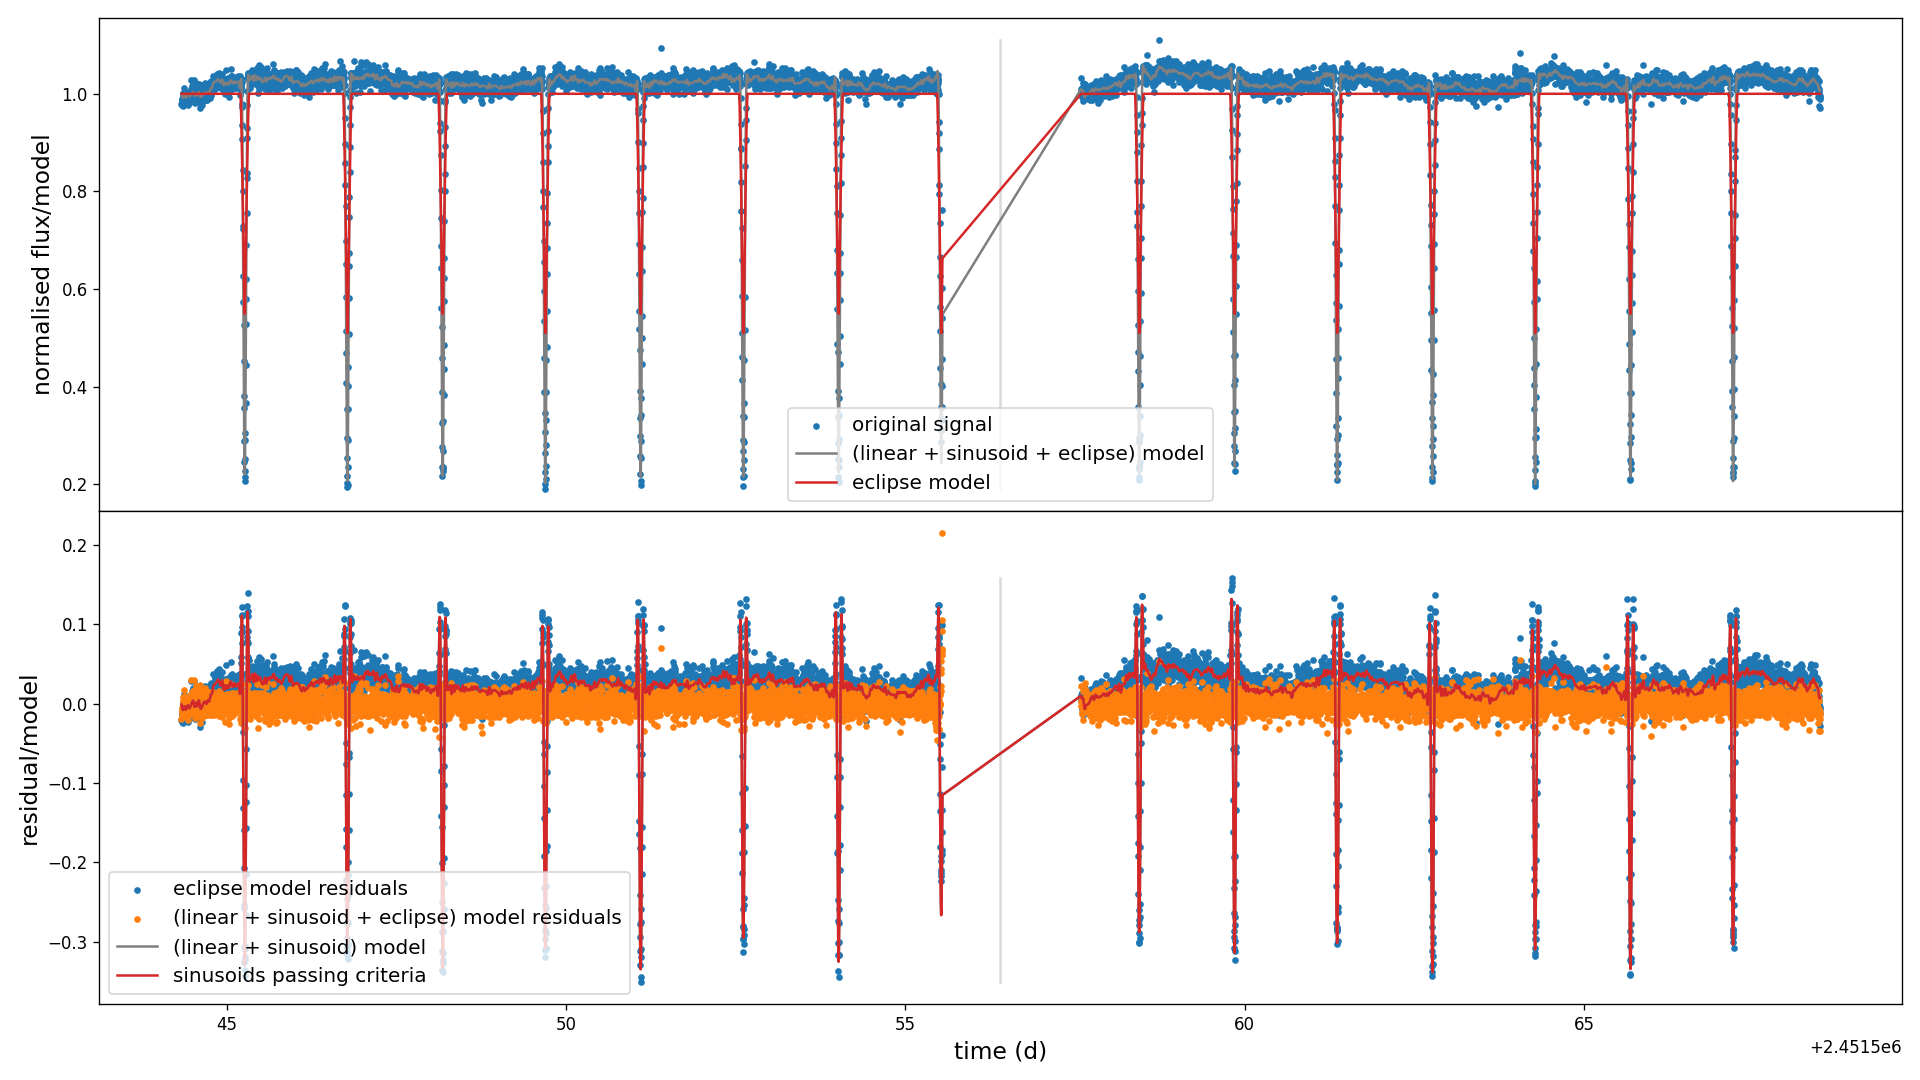 normalised flux/model
1.0
0.8
0.6
0.4
0.2
original signal
(linear + sinusoid + eclipse) model
eclipse model
residual/model
0.2
0.1
0.0
−0.1
−0.2
−0.3
eclipse model residuals
(linear + sinusoid + eclipse) model residuals
(linear + sinusoid) model
sinusoids passing criteria
45 50 55 60 65
time (d)
+2.4515e6